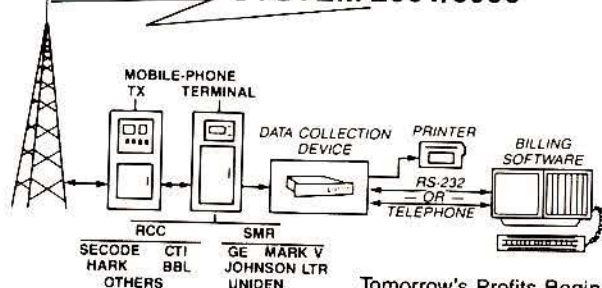 MOBILE-PHONE
TX TERMINAL
DATA COLLECTION
DEVICE
PRINTER
BILLING
SOFTWARE
RS-232
OR
TELEPHONE
RCC
SECODE CTI
HARK BBL
OTHERS
SMR
GE MARK V
JOHNSON LTR
UNIDEN
Tomorrow's Profits Begin